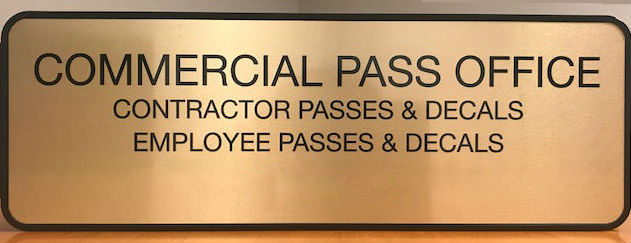 COMMERCIAL PASS OFFICE
CONTRACTOR PASSES & DECALS
EMPLOYEE PASSES & DECALS